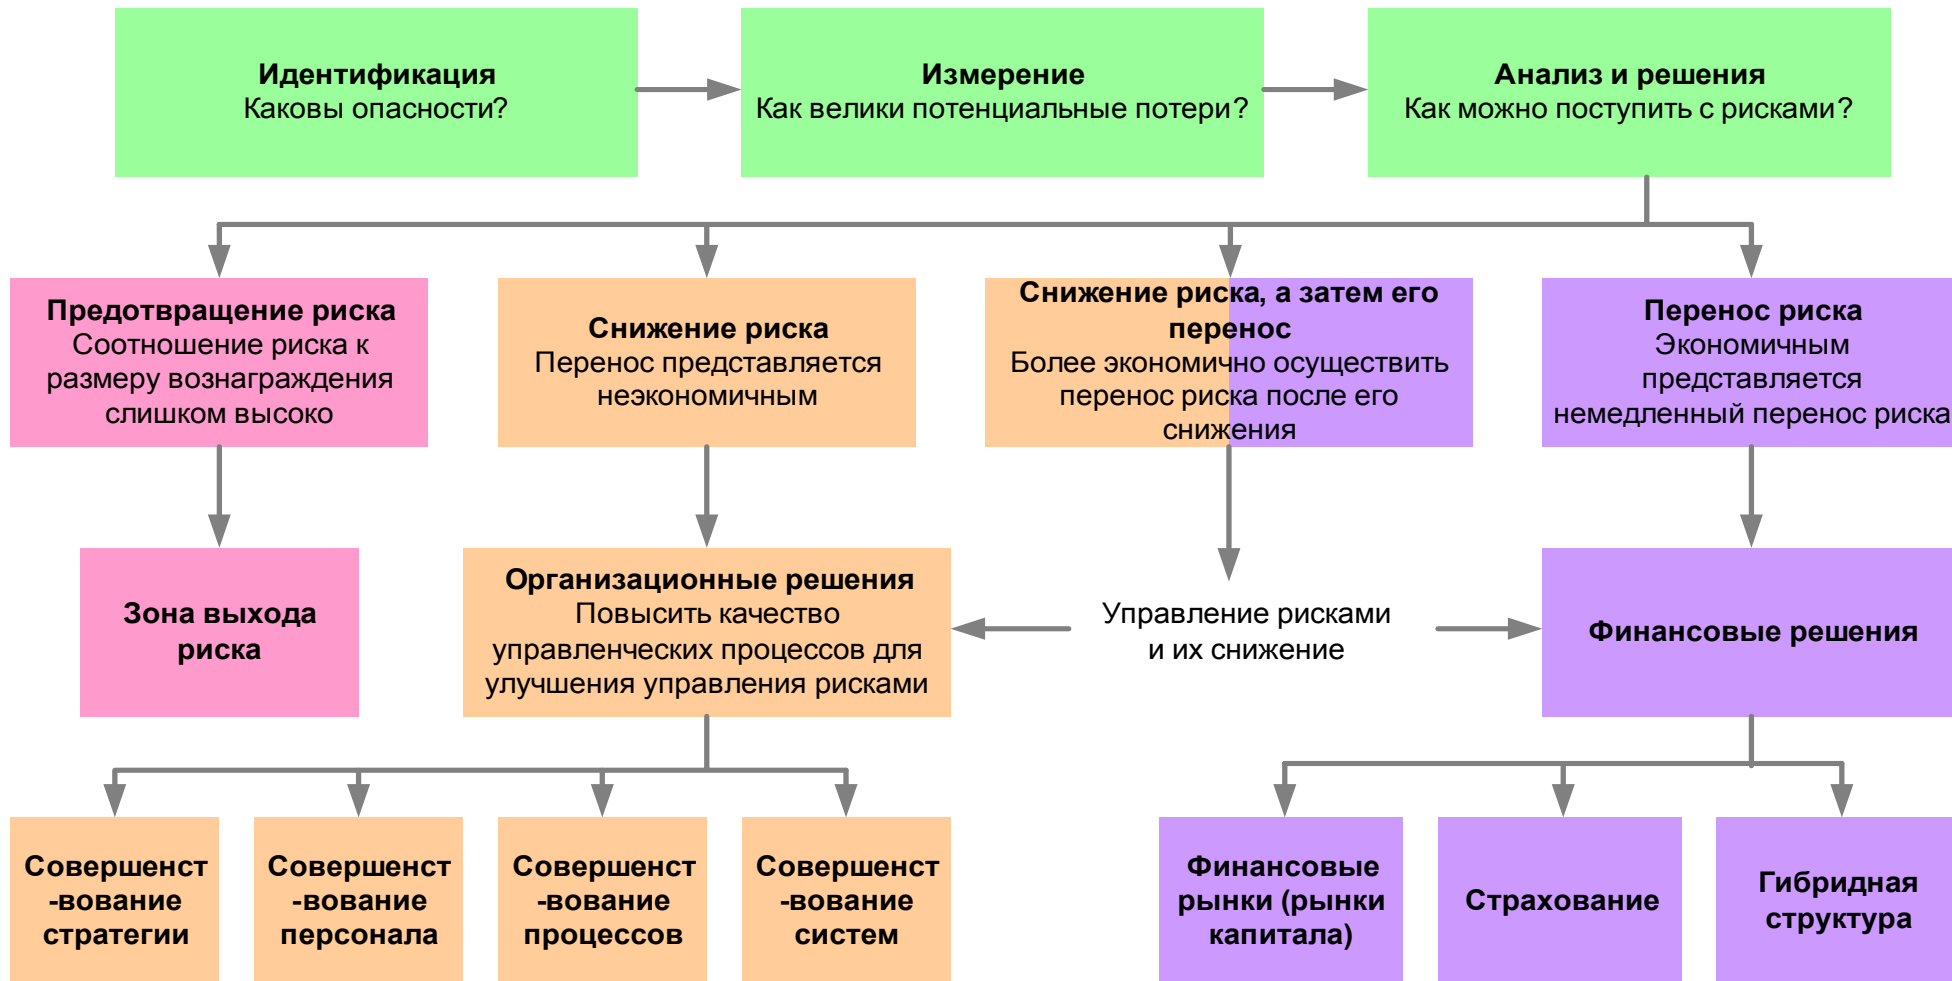 Идентификация
Каковы опасности?
Измерение
Как велики потенциальные потери?
Анализ и решения
Как можно поступить с рисками?
Предотвращение риска
Соотношение риска к
размеру вознаграждения
слишком высоко
Снижение риска
Перенос представляется
неэкономичным
Снижение риска, а затем его
перенос
Более экономично осуществить
перенос риска после его
снижения
Перенос риска
Экономичным
представляется
немедленный перенос риска
Зона выхода
риска
Организационные решения
Повысить качество
управленческих процессов для
улучшения управления рисками
Управление рисками
и их снижение
Финансовые решения
Совершенст
-вование
стратегии
Совершенст
-вование
персонала
Совершенст
-вование
процессов
Совершенст
-вование
систем
Финансовые
рынки (рынки
капитала)
Страхование
Гибридная
структура